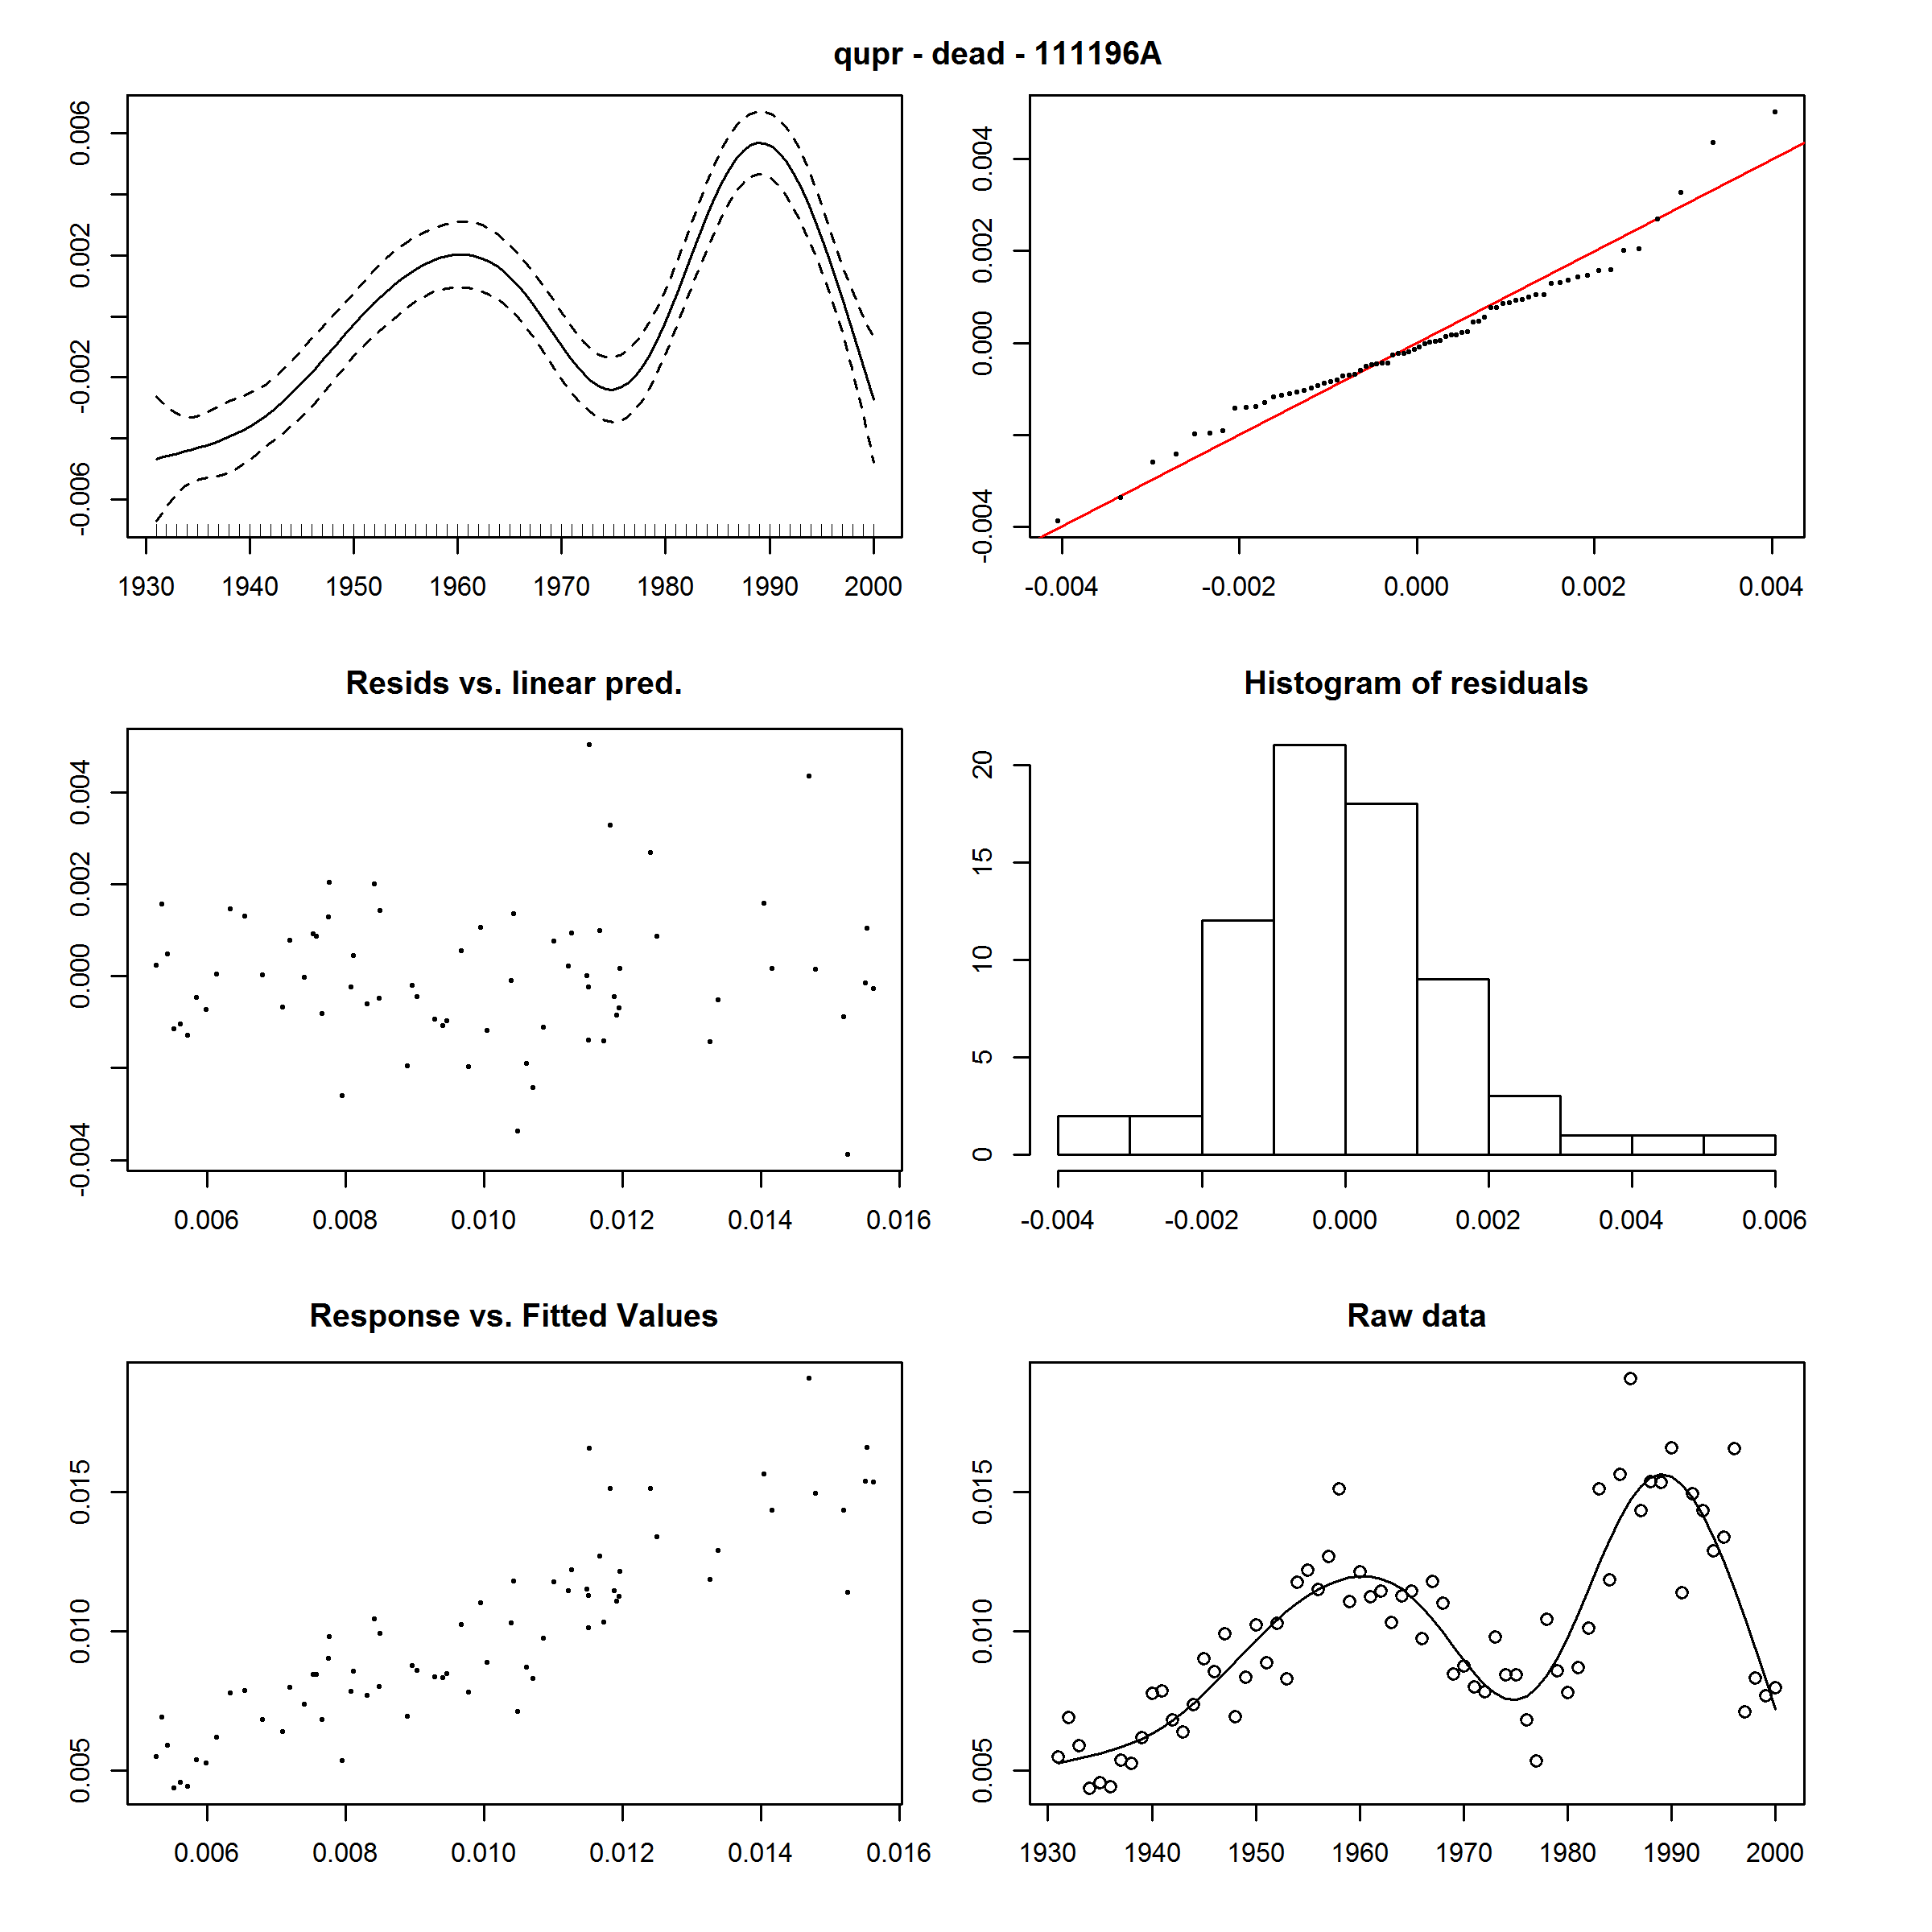 qupr - dead - 111196A
0.006
0.002
-0.002
-0.006
1930 1940 1950 1960 1970 1980 1990 2000
0.004
0.002
0.000
-0.004
-0.004 -0.002 0.000 0.002 0.004
Resids vs. linear pred.
0.004
0.002
0.000
-0.004
0.006 0.008 0.010 0.012 0.014 0.016
Histogram of residuals
20
15
10
5
0
-0.004 -0.002 0.000 0.002 0.004 0.006
Response vs. Fitted Values
0.015
0.010
0.005
0.006 0.008 0.010 0.012 0.014 0.016
Raw data
0.015
0.010
0.005
1930 1940 1950 1960 1970 1980 1990 2000